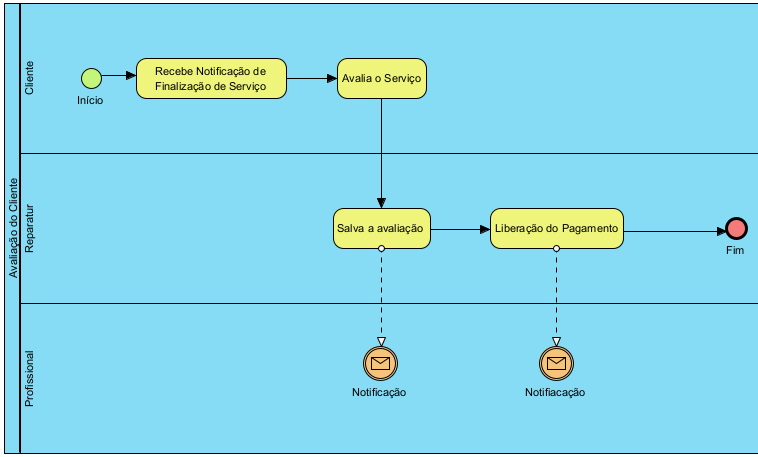 Avaliação do Cliente
Cliente
Início
Recebe Notificação de
Finalização de Serviço
Avalia o Serviço
Reparatur
Salva a avaliação
Liberação do Pagamento
Fim
Profissional
Notificação
Notifiacação